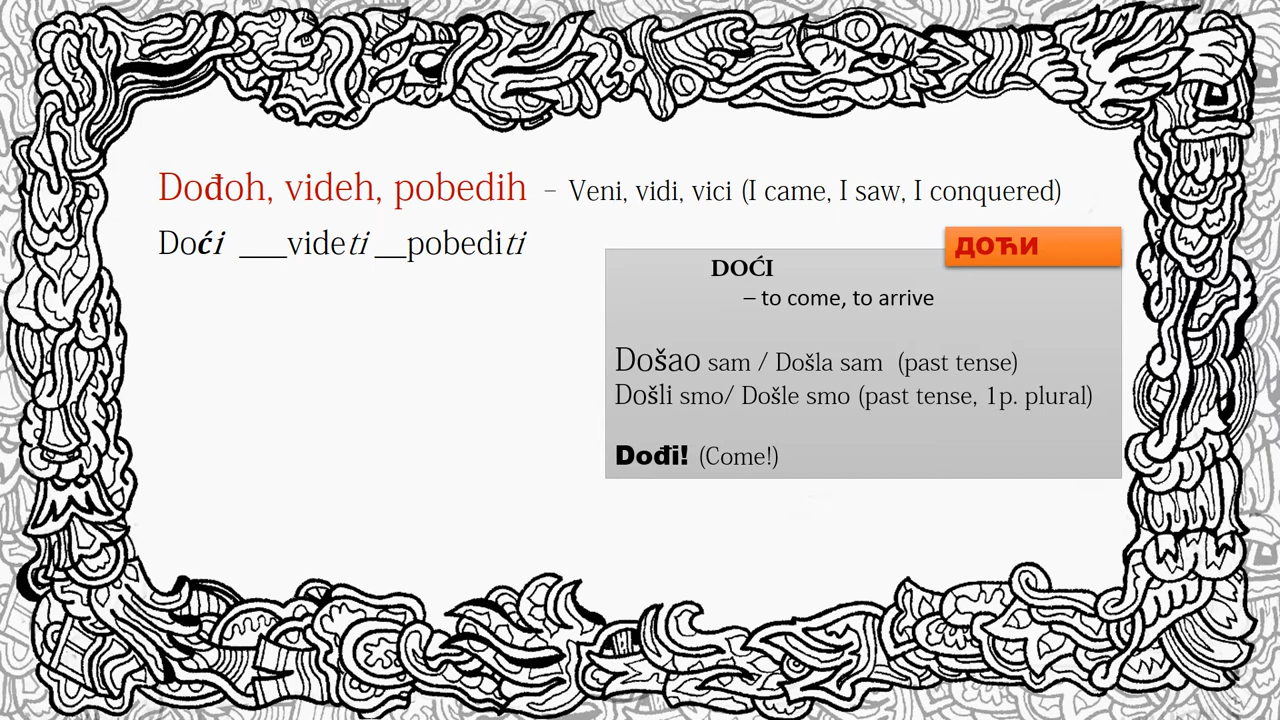 Dođoh, videh, pobedih – Veni, vidi, vici (I came, I saw, I conquered)
Doći ___videti __pobediti
доћи
DOĆI
– to come, to arrive
Došao sam / Došla sam (past tense)
Došli smo/ Došle smo (past tense, 1p. plural)
Dođi! (Come!)